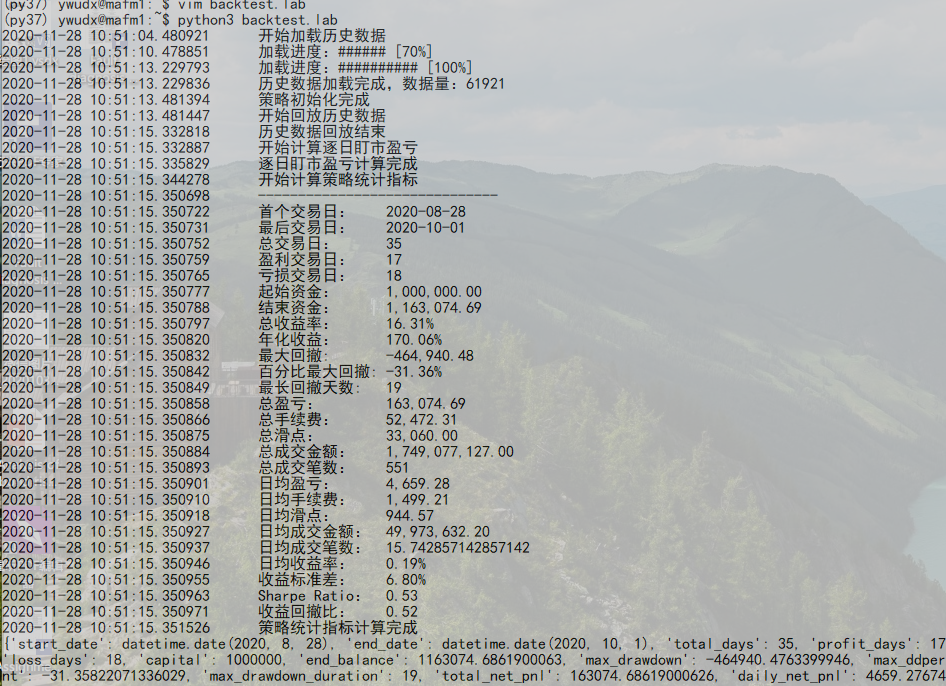 (py37) ywudx@mafm1:~$ vim backtest.lab
(py37) ywudx@mafm1:~$ python3 backtest.lab
2020-11-28 10:51:04.480921 开始加载历史数据
2020-11-28 10:51:10.478851 加载进度：###### [70%]
2020-11-28 10:51:13.229793 加载进度：########## [100%]
2020-11-28 10:51:13.229836 历史数据加载完成，数据量：61921
2020-11-28 10:51:13.481394 策略初始化完成
2020-11-28 10:51:13.481447 开始回放历史数据
2020-11-28 10:51:15.332818 历史数据回放结束
2020-11-28 10:51:15.332887 开始计算逐日盯市盈亏
2020-11-28 10:51:15.335829 逐日盯市盈亏计算完成
2020-11-28 10:51:15.344278 开始计算策略统计指标
2020-11-28 10:51:15.350698 ------------------------------
2020-11-28 10:51:15.350722 首个交易日： 2020-08-28
2020-11-28 10:51:15.350731 最后交易日： 2020-10-01
2020-11-28 10:51:15.350752 总交易日： 35
2020-11-28 10:51:15.350759 盈利交易日： 17
2020-11-28 10:51:15.350765 亏损交易日： 18
2020-11-28 10:51:15.350777 起始资金： 1,000,000.00
2020-11-28 10:51:15.350788 结束资金： 1,163,074.69
2020-11-28 10:51:15.350797 总收益率： 16.31%
2020-11-28 10:51:15.350820 年化收益： 170.06%
2020-11-28 10:51:15.350832 最大回撤: -464,940.48
2020-11-28 10:51:15.350842 百分比最大回撤: -31.36%
2020-11-28 10:51:15.350849 最长回撤天数: 19
2020-11-28 10:51:15.350858 总盈亏： 163,074.69
2020-11-28 10:51:15.350866 总手续费： 52,472.31
2020-11-28 10:51:15.350875 总滑点： 33,060.00
2020-11-28 10:51:15.350884 总成交金额： 1,749,077,127.00
2020-11-28 10:51:15.350893 总成交笔数： 551
2020-11-28 10:51:15.350901 日均盈亏： 4,659.28
2020-11-28 10:51:15.350910 日均手续费： 1,499.21
2020-11-28 10:51:15.350918 日均滑点： 944.57
2020-11-28 10:51:15.350927 日均成交金额： 49,973,632.20
2020-11-28 10:51:15.350937 日均成交笔数： 15.742857142857142
2020-11-28 10:51:15.350946 日均收益率： 0.19%
2020-11-28 10:51:15.350955 收益标准差： 6.80%
2020-11-28 10:51:15.350963 Sharpe Ratio： 0.53
2020-11-28 10:51:15.350971 收益回撤比： 0.52
2020-11-28 10:51:15.351526 策略统计指标计算完成
{'start_date': datetime.date(2020, 8, 28), 'end_date': datetime.date(2020, 10, 1), 'total_days': 35, 'profit_days': 17
'loss_days': 18, 'capital': 1000000, 'end_balance': 1163074.6861900063, 'max_drawdown': -464940.4763399946, 'max_ddper
nt': -31.35822071336029, 'max_drawdown_duration': 19, 'total_net_pnl': 163074.68619000626, 'daily_net_pnl': 4659.27674